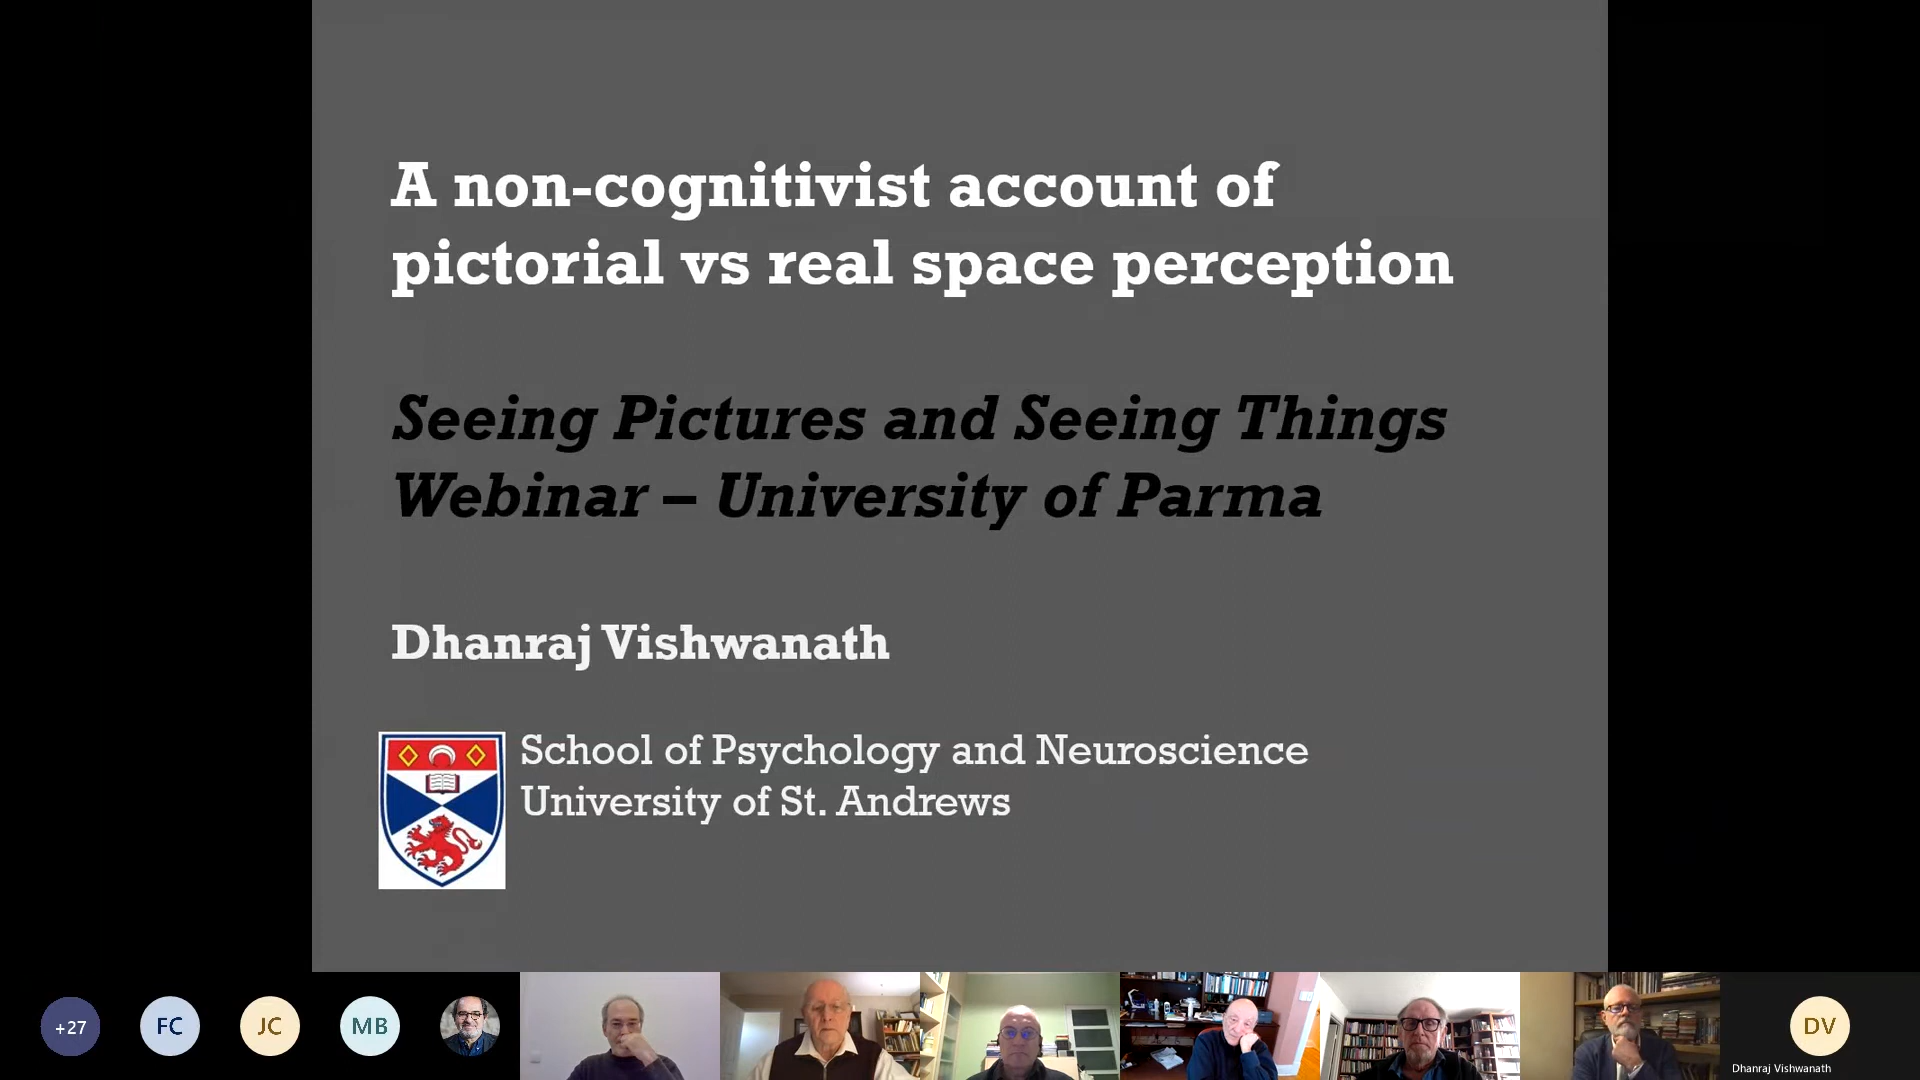 A non-cognitivist account of
pictorial vs real space perception
Seeing Pictures and Seeing Things
Webinar – University of Parma
Dhanraj Vishwanath
School of Psychology and Neuroscience
University of St. Andrews
+27
FC
JC
MB
DV
Dhanraj Vishwanath